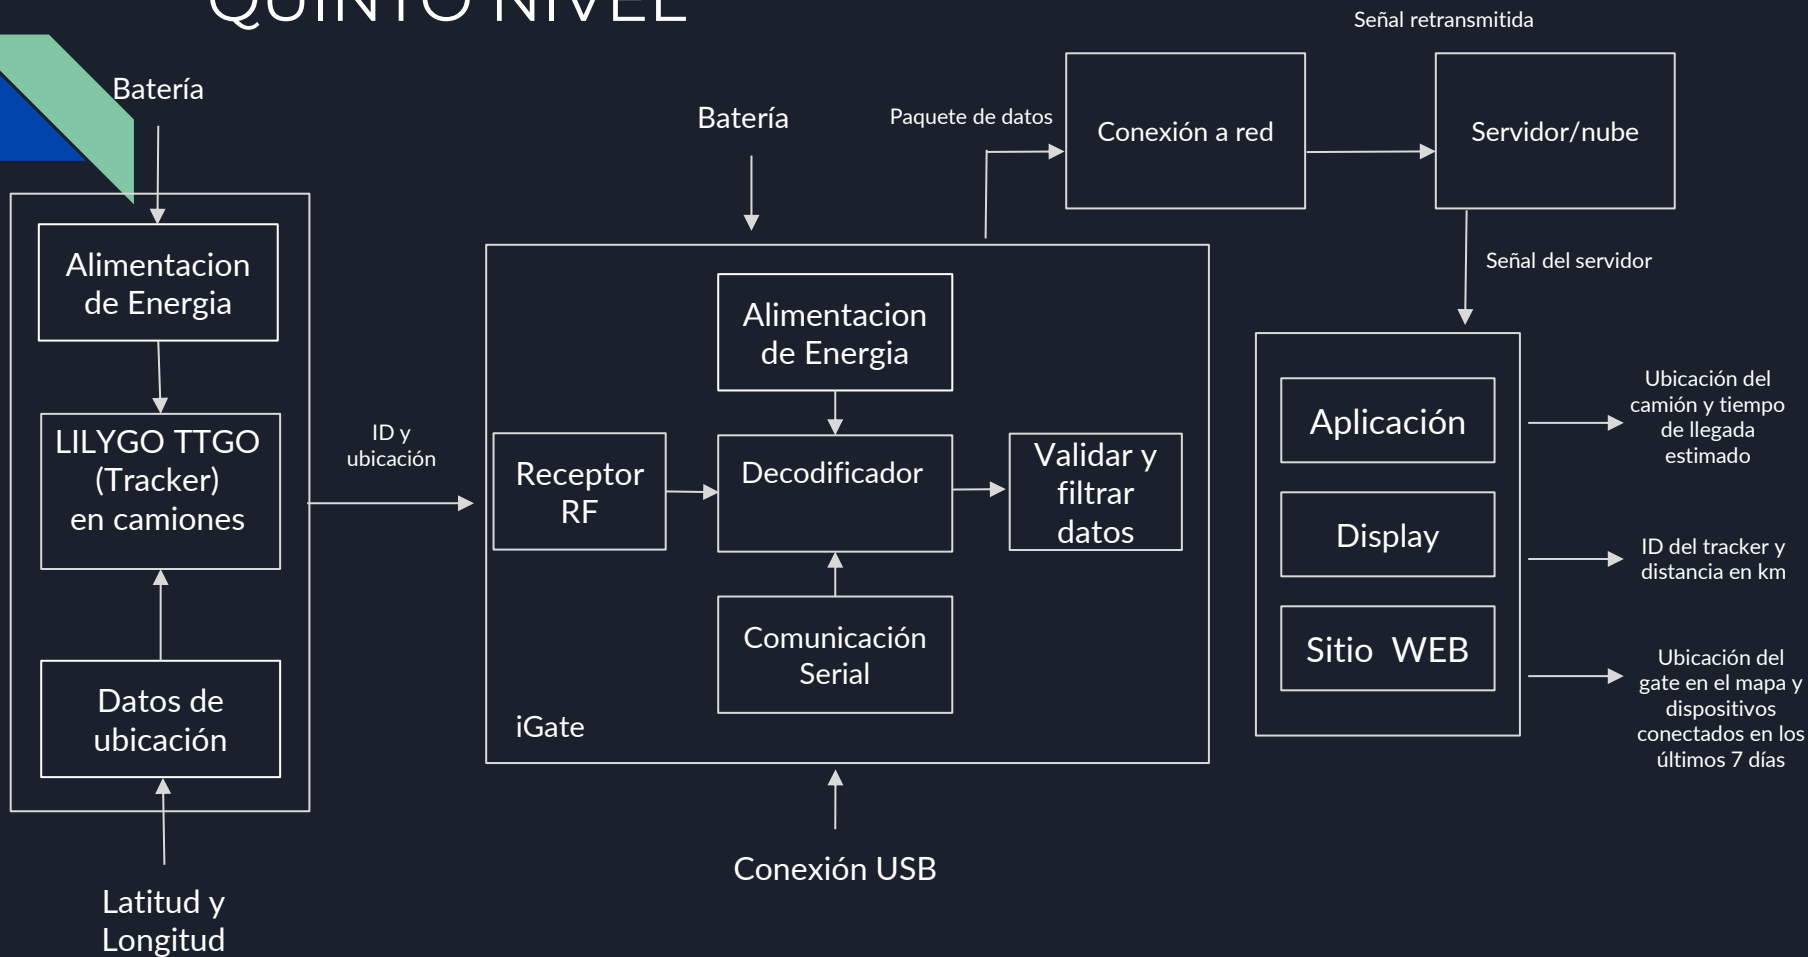 QUINTO NIVEL
Batería
Alimentacion
de Energia
LILYGO TTGO
(Tracker)
en camiones
Datos de
ubicación
Latitud y
Longitud
ID y
ubicación
Batería
Alimentacion
de Energia
Receptor
RF
Decodificador
Validar y
filtrar
datos
Comunicación
Serial
iGate
Conexión USB
Paquete de datos
Conexión a red
Señal retransmitida
Servidor/nube
Señal del servidor
Aplicación
Display
Sitio WEB
Ubicación del
camión y tiempo
de llegada
estimado
ID del tracker y
distancia en km
Ubicación del
gate en el mapa y
dispositivos
conectados en los
últimos 7 días